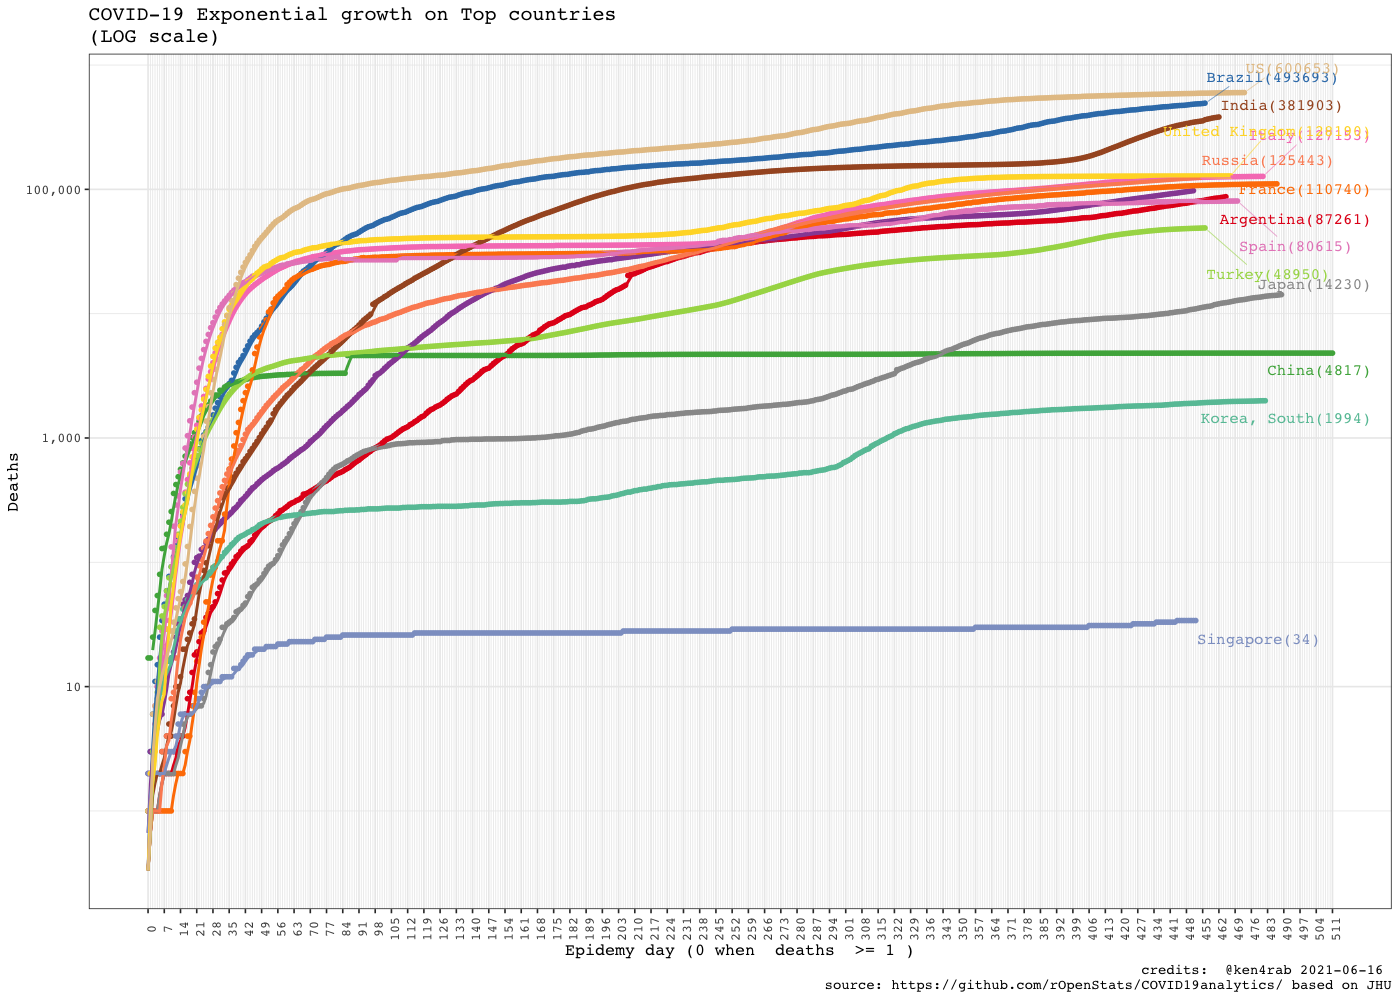 COVID-19 Exponential growth on Top countries
(LOG scale)
US(600653)
Brazil(493693)
India(381903)
United Kingdom
Italy(127153)
Russia(125443)
100,000
France(110740)
Argentina(87261)
Spain(80615)
Turkey(48950)
Japan(14230)
China(4817)
Korea, South(1994)
1,000
Singapore(34)
10
Deaths
0 7 14 21 28 35 42 49 56 63 70 77 84 91 98 105 112 119 126 133 140 147 154 161 168 175 182 189 196 203 210 217 224 231 238 245 252 259 266 273 280 287 294 301 308 315 322 329 336 343 350 357 364 371 378 385 392 399 406 413 420 427 434 441 448 455 462 469 476 483 490 497 504 511
Epidemy day (0 when  deaths  >= 1 )
credits:  @ken4rab 2021-06-16
source: https://github.com/rOpenStats/COVID19analytics/ based on JHU